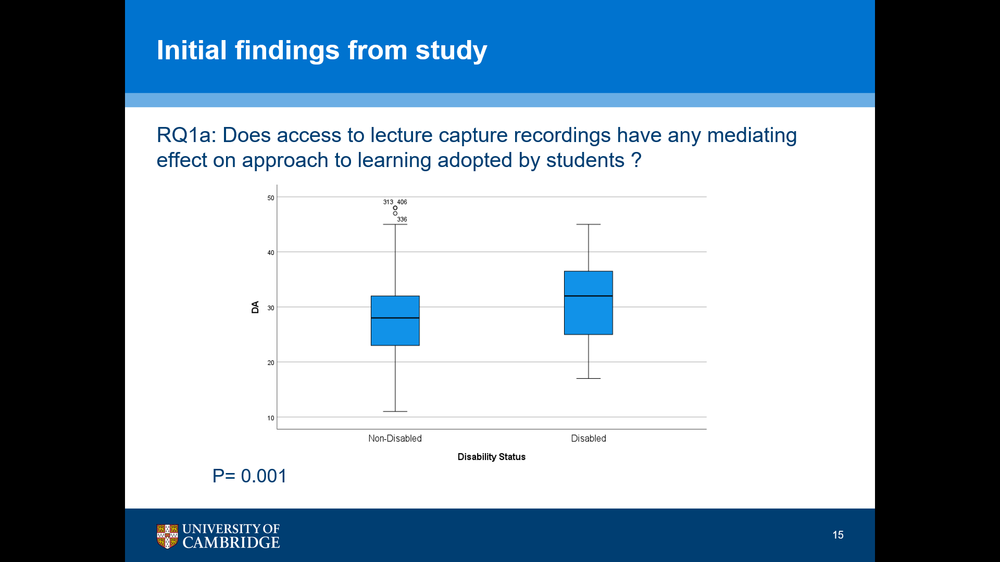 Initial findings from study
RQ1a: Does access to lecture capture recordings have any mediating
effect on approach to learning adopted by students ?
50
313 406
336
40
DA
30
20
10
Non-Disabled Disabled
Disability Status
P= 0.001
UNIVERSITY OF
CAMBRIDGE
15